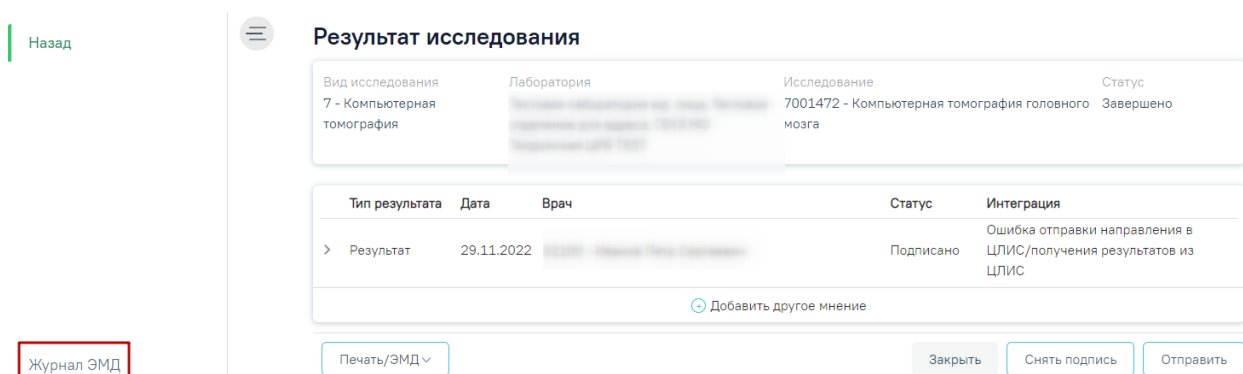 Назад
Результат исследования
Вид исследования Лаборатория Исследование Статус
7 - Компьютерная
томография
7001472 - Компьютерная томография головного
мозга
Завершено
Тип результата Дата Врач Статус Интеграция
Результат 29.11.2022 Подписано
Ошибка отправки направления в
ЦЛИС/получения результатов из
ЦЛИС
Добавить другое мнение
Журнал ЭМД
Печать/ЭМД Закрыть Снять подпись Отправить